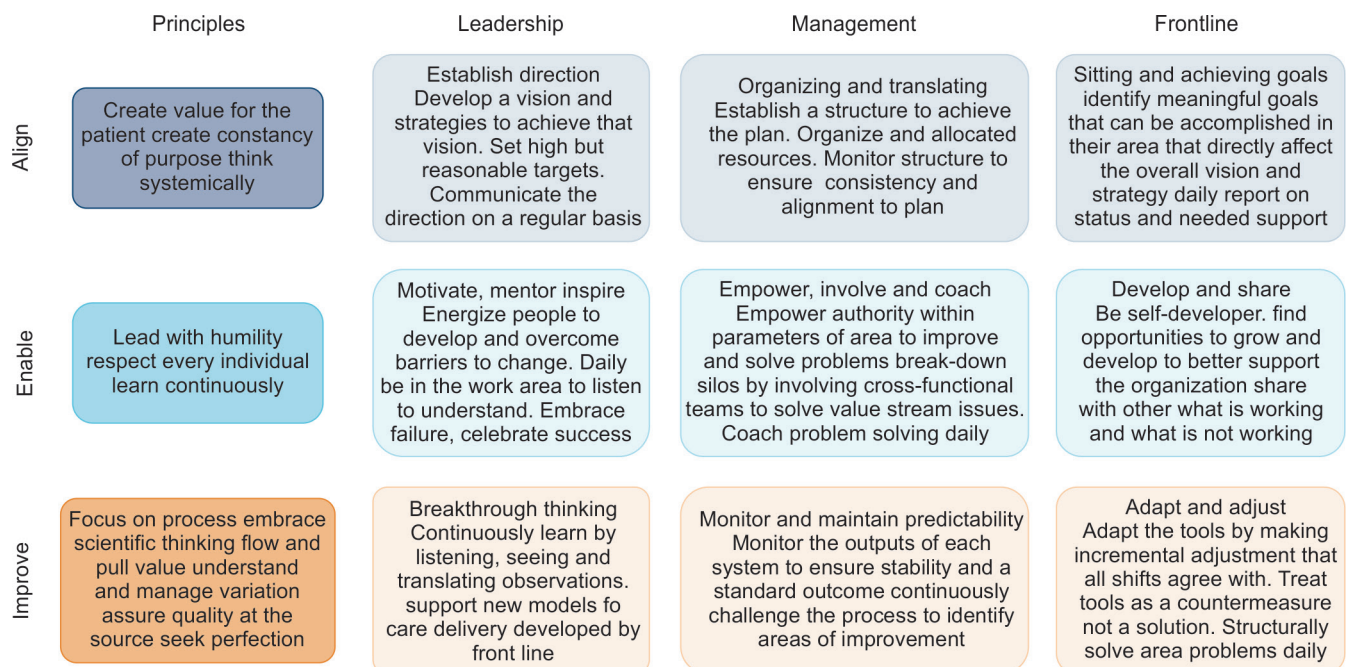 Principles
Leadership
Management
Frontline
Align
Create value for the
patient create constancy
of purpose think
systemically
Establish direction
Develop a vision and
strategies to achieve that
vision. Set high but
reasonable targets.
Communicate the
direction on a regular basis
Organizing and translating
Establish a structure to achieve
the plan. Organize and allocated
resources. Monitor structure to
ensure consistency and
alignment to plan
Sitting and achieving goals
identify meaningful goals
that can be accomplished in
their area that directly affect
the overall vision and
strategy daily report on
status and needed support
Enable
Lead with humility
respect every individual
learn continuously
Motivate, mentor inspire
Energize people to
develop and overcome
barriers to change. Daily
be in the work area to listen
to understand. Embrace
failure, celebrate success
Empower, involve and coach
Empower authority within
parameters of area to improve
and solve problems break-down
silos by involving cross-functional
teams to solve value stream issues.
Coach problem solving daily
Develop and share
Be self-developer. find
opportunities to grow and
develop to better support
the organization share
with other what is working
and what is not working
Improve
Focus on process embrace
scientific thinking flow and
pull value understand
and manage variation
assure quality at the
source seek perfection
Breakthrough thinking
Continuously learn by
listening, seeing and
translating observations.
support new models fo
care delivery developed by
front line
Monitor and maintain predictability
Monitor the outputs of each
system to ensure stability and a
standard outcome continuously
challenge the process to identify
areas of improvement
Adapt and adjust
Adapt the tools by making
incremental adjustment that
all shifts agree with. Treat
tools as a countermeasure
not a solution. Structurally
solve area problems daily